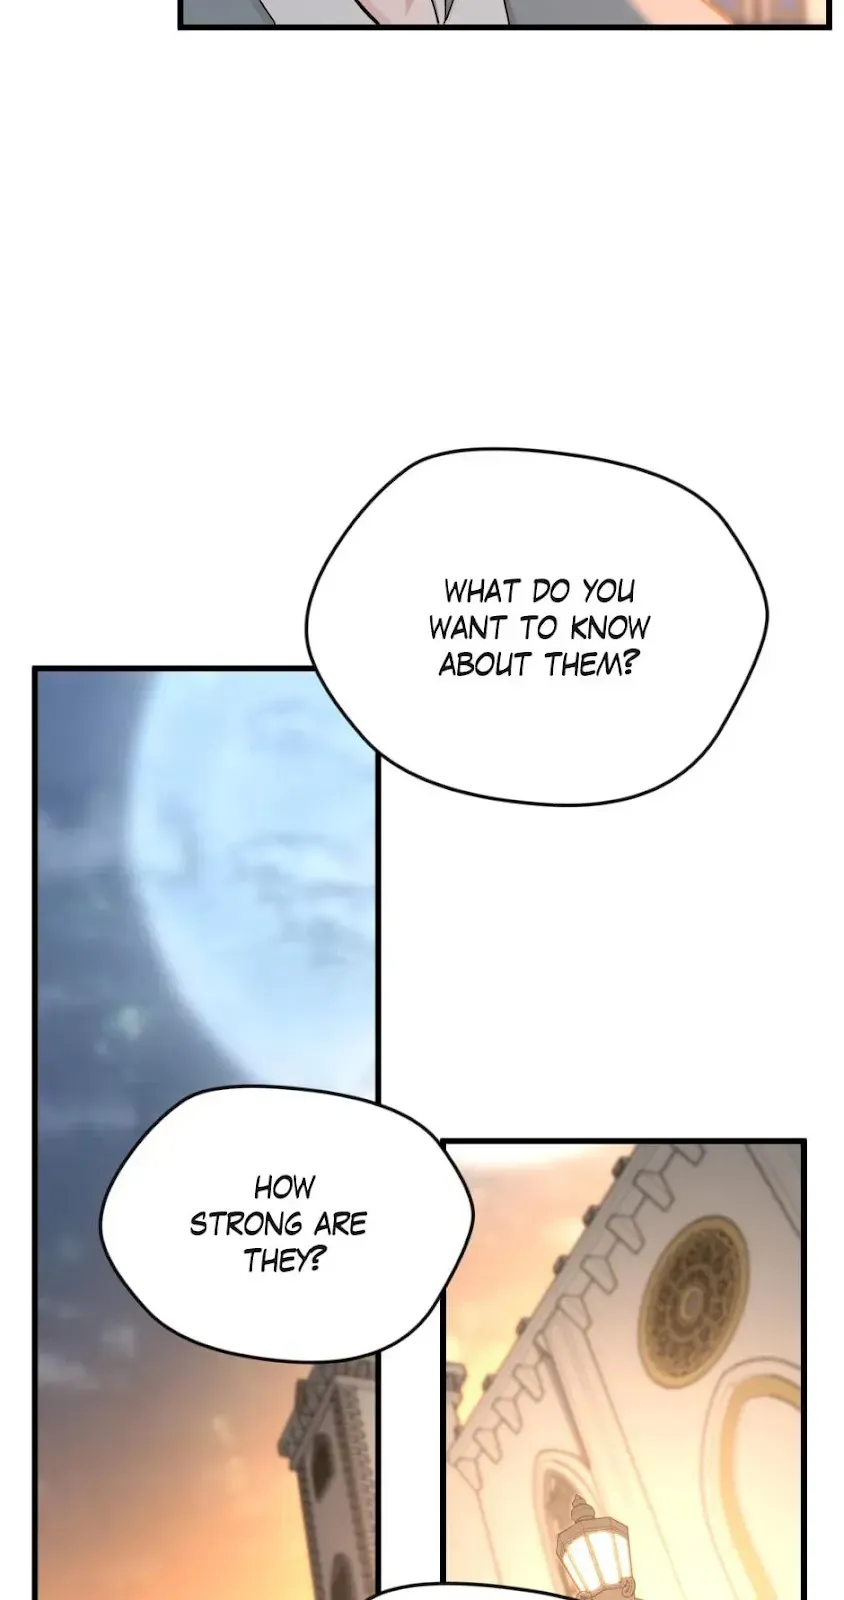 WHAT DO YOU
WANT TO KNOW
ABOUT THEM?
HOW
STRONG ARE
THEY?